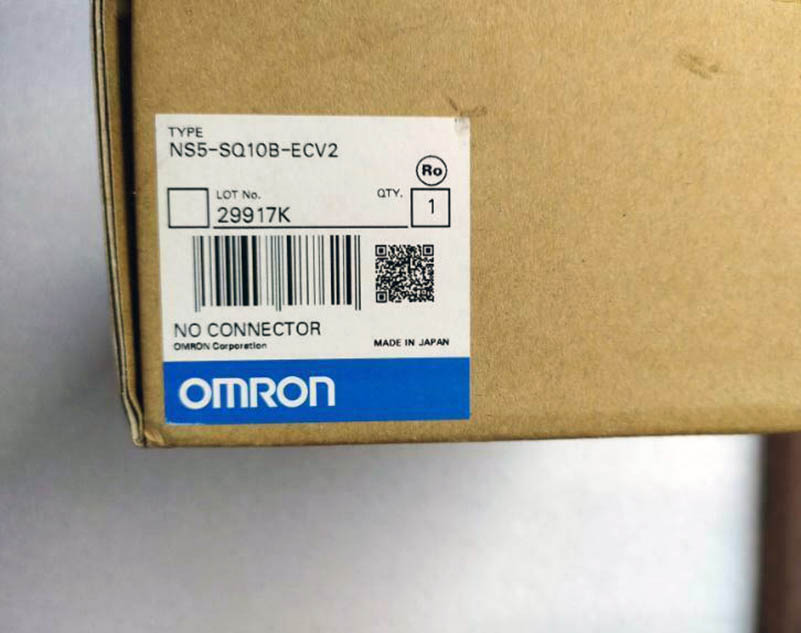 TYPE
NS5-SQ10B-ECV2
Ro
LOT No.
QTY.
29917K
1
NO CONNECTOR
OMRON Corporation
MADE IN JAPAN
OMRON